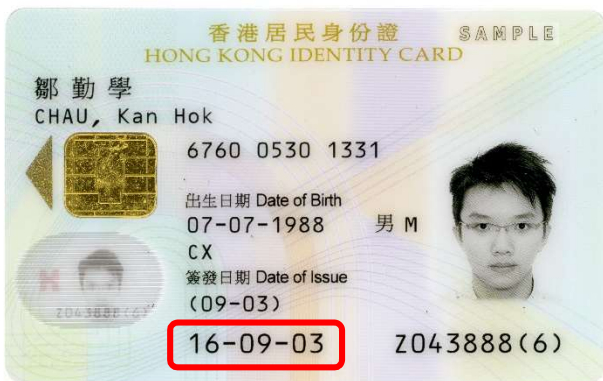 香港居民身份證 SAMPLE
HONG KONG IDENTITY CARD
鄒勤學
CHAU, Kan Hok
6760 0530 1331
出生日期 Date of Birth
07-07-1988 男 M
CX
簽發日期 Date of Issue
(09-03)
Z043888(6)
16-09-03 Z043888(6)